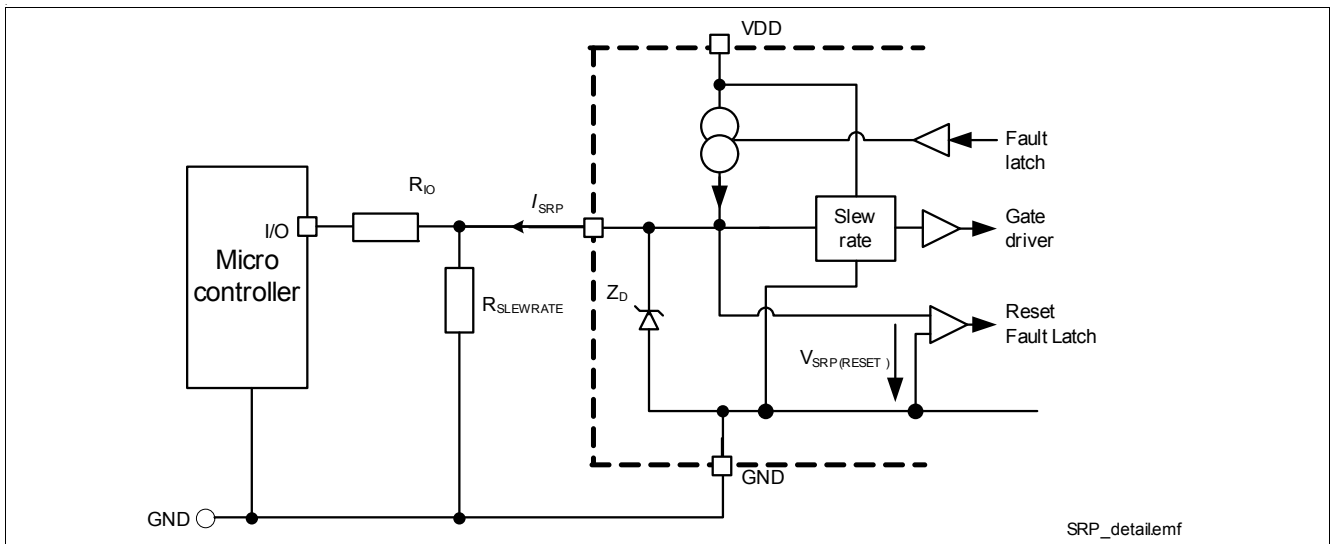 VDD
Fault
latch
R_IO
I_SRP
I/O
Micro
controller
Slew
rate
Gate
driver
Z_D
R_SLEWRATE
Reset
Fault Latch
V_SRP(RESET )
GND
GND
SRP_detail.emf